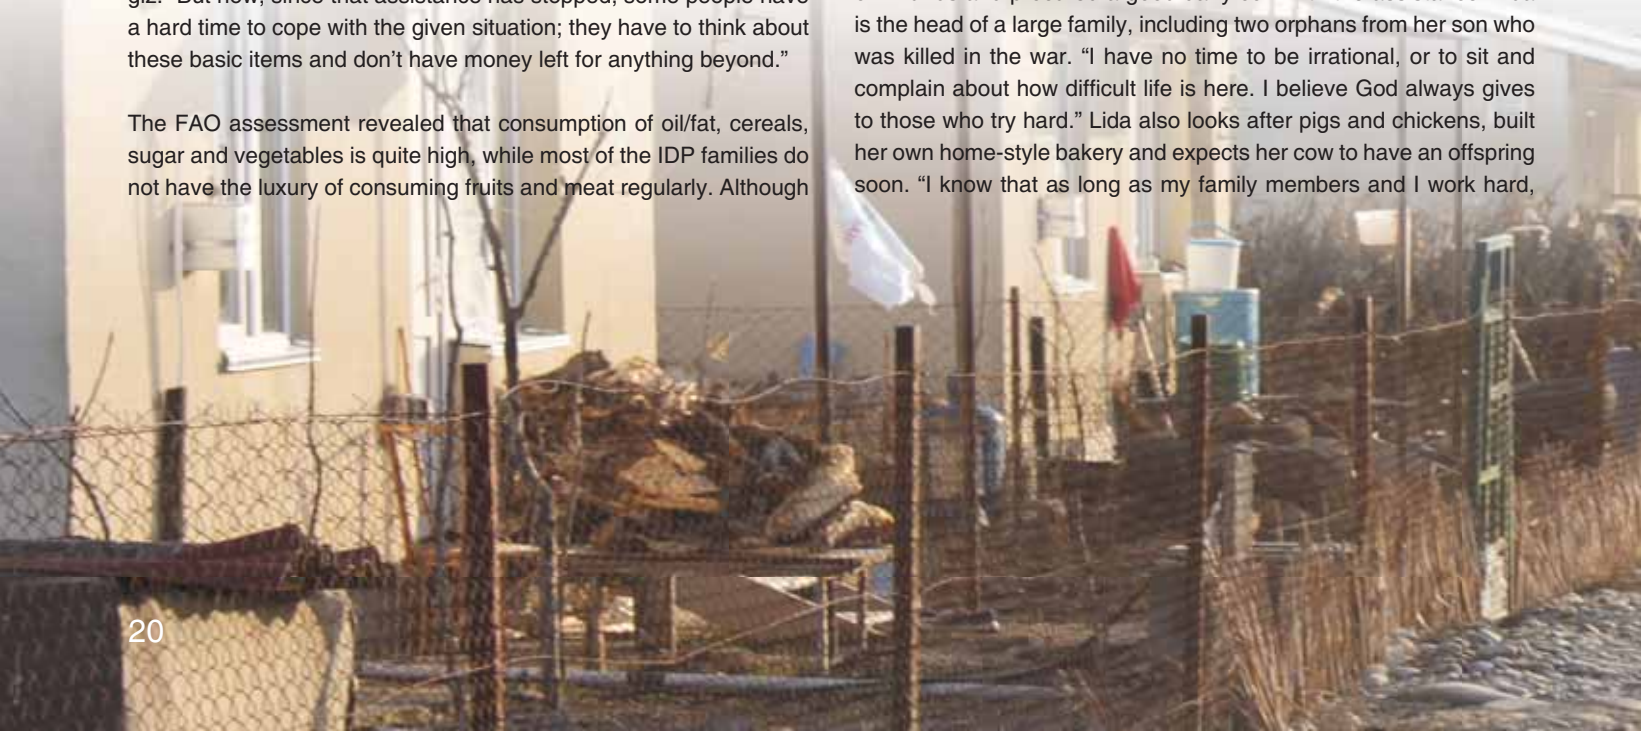 a hard time to cope with the given situation; they have to think about
these basic items and don’t have money left for anything beyond.”
The FAO assessment revealed that consumption of oil/fat, cereals,
sugar and vegetables is quite high, while most of the IDP families do
not have the luxury of consuming fruits and meat regularly. Although
is the head of a large family, including two orphans from her son who
was killed in the war. “I have no time to be irrational, or to sit and
complain about how difficult life is here. I believe God always gives
to those who try hard.” Lida also looks after pigs and chickens, built
her own home-style bakery and expects her cow to have an offspring
soon. “I know that as long as my family members and I work hard,
20